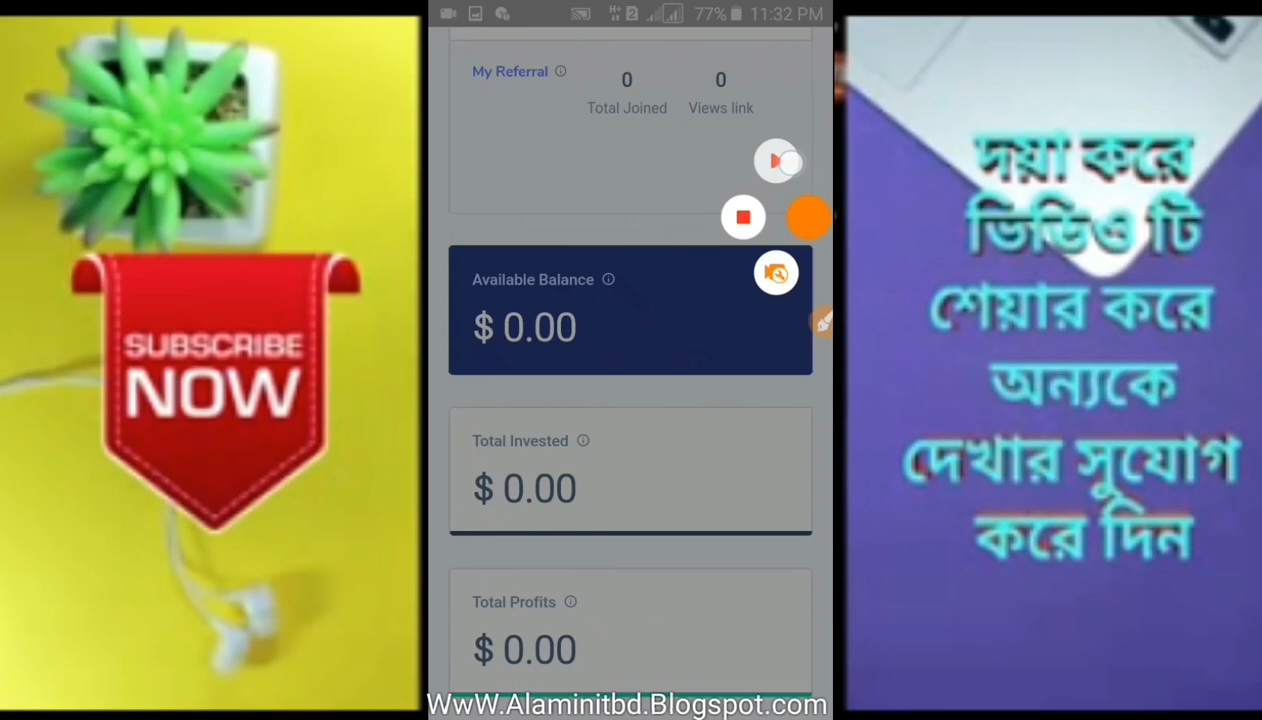 77% 11:32 PM
My Referral
0
Total Joined
0
Views link
Available Balance
$ 0.00
Total Invested
$ 0.00
Total Profits
$ 0.00
WwW.Alaminitbd.Blogspot.com
SUBSCRIBE
NOW
দয়া করে
ভিডিও টি
শেয়ার করে
অন্যকে
দেখার সুযোগ
করে দিন